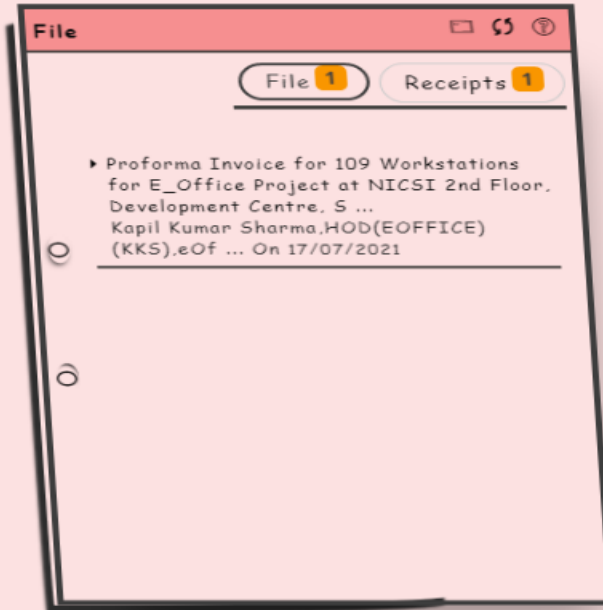 File
File 1
Receipts 1
Proforma Invoice for 109 Workstations
for E_Office Project at NICSI 2nd Floor,
Development Centre, S ...
Kapil Kumar Sharma,HOD(EOFFICE)
(KKS),eOf ... On 17/07/2021